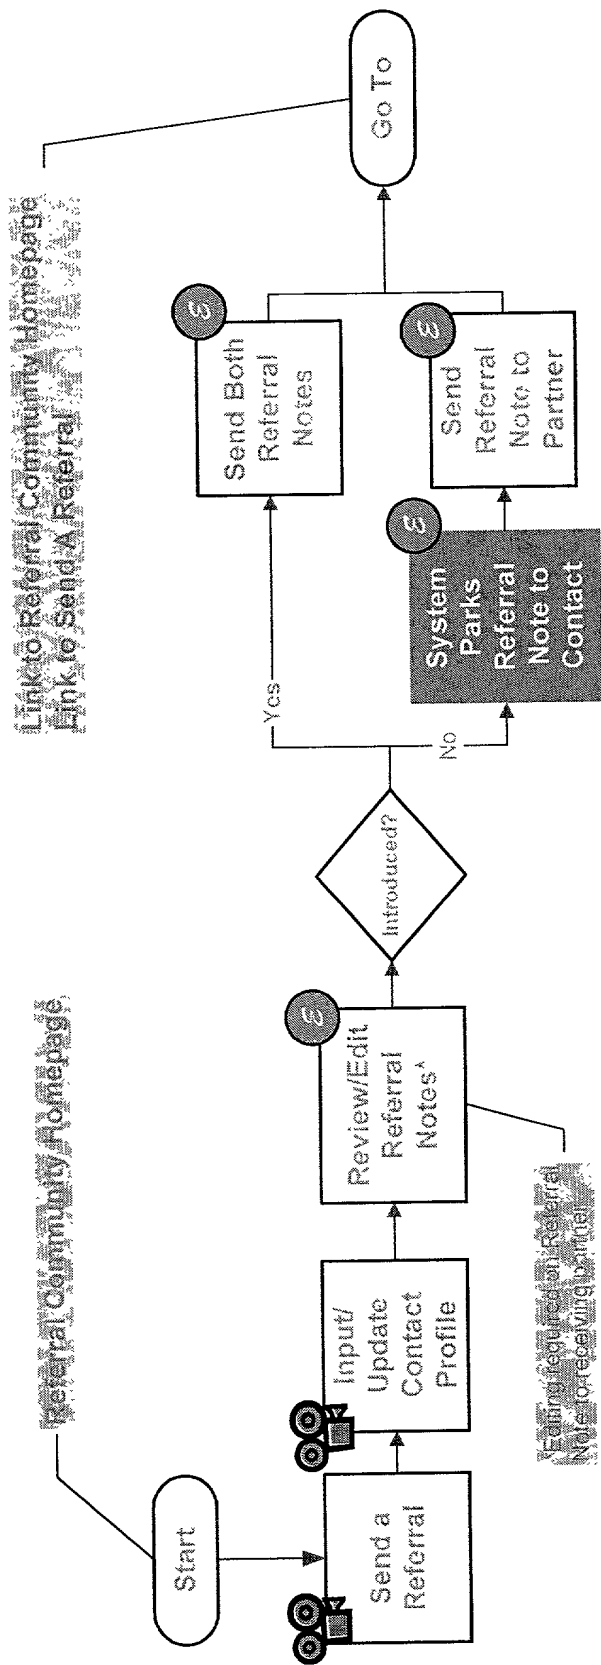 Referral Community Homepage
Start
Send a
Referral
Input/
Update
Contact
Profile
Review/Edit
Referral
Notes^
ε
Editing required on Referral
Note to receiving partner
Introduced?
Yes
No
Send Both
Referral
Notes
ε
System
Parks
Referral
Note to
Contact
ε
Send
Referral
Note to
Partner
ε
Link to Referral Community Homepage
Link to Send A Referral
Go To